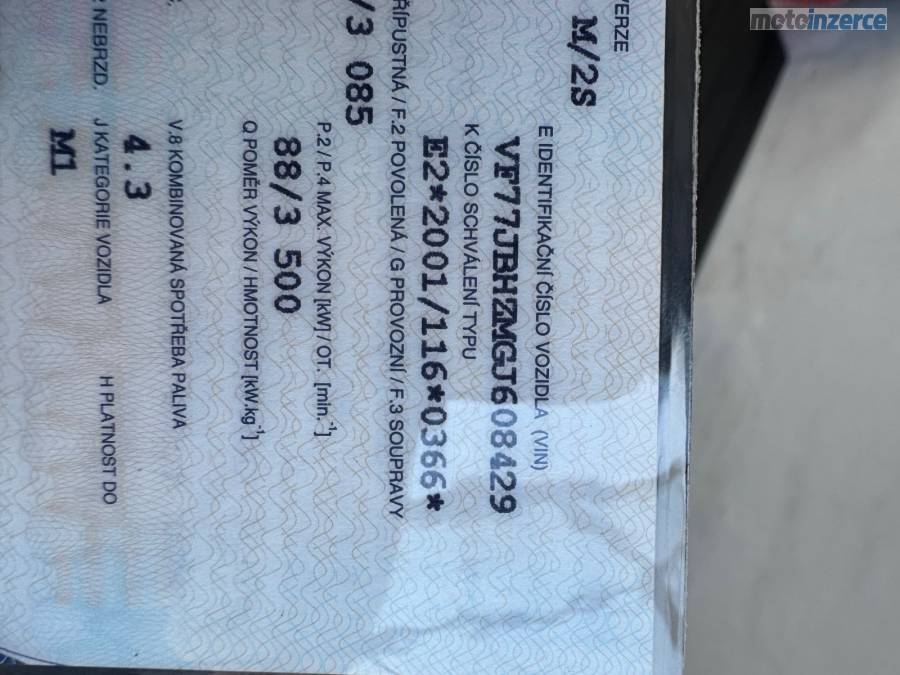 motoinzerce
VERZE
M/2S
E IDENTIFIKAČNÍ ČÍSLO VOZIDLA (VIN)
VF77JBHZMGJ608429
K ČÍSLO SCHVÁLENÍ TYPU
E2*2001/116*0366*
/ F.2 POVOLENÁ / G PROVOZNÍ / F.3 SOUPRAVY
/3 085
P.2 / P.4 MAX. VÝKON [kW] / OT. [min.⁻¹]
88/3 500
Q POMĚR VÝKON / HMOTNOST [kW.kg⁻¹]
V.8 KOMBINOVANÁ SPOTŘEBA PALIVA
4.3
NEBRZD. J KATEGORIE VOZIDLA H PLATNOST DO
M1